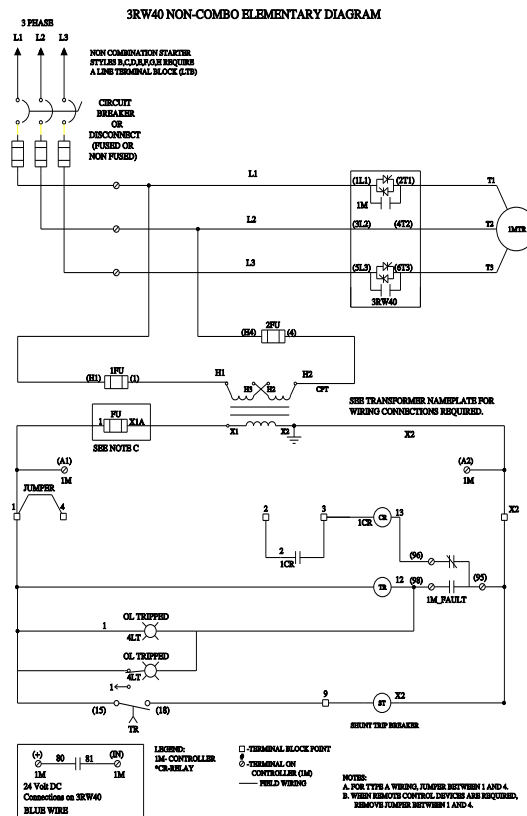 3RW40 NON-COMBO ELEMENTARY DIAGRAM
3 PHASE
L1 L2 L3
NON COMBINATION STARTER
STYLES B,C,D,E,F,G,H REQUIRE
A LINE TERMINAL BLOCK (LTB)
CIRCUIT
BREAKER
OR
DISCONNECT
(FUSED OR
NON FUSED)
L1
(1L1) (2T1)
T1
1M
L2
(3L2) (4T2)
T2
1MTR
L3
(5L3) (6T3)
T3
3RW40
2FU
(H4) (4)
1FU
(H1) (1)
H1 H3 H2 H2
CPT
SEE TRANSFORMER NAMEPLATE FOR
WIRING CONNECTIONS REQUIRED.
FU
1 X1A
X1 X2
X2
SEE NOTE C
(A1)
1M
(A2)
1M
JUMPER
1 4
2 3
1CR CR 13
X2
2
1CR
(96)
TR 12 (98) (95)
1M_FAULT
OL TRIPPED
1
4LT
OL TRIPPED
4LT
1
(15) (18)
TR
9
ST X2
SHUNT TRIP BREAKER
(+) 80 81 (IN)
1M 1M
24 Volt DC
Connections on 3RW40
BLUE WIRE
LEGEND:
1M- CONTROLLER
*CR-RELAY
-TERMINAL BLOCK POINT
#
-TERMINAL ON
CONTROLLER (1M)
FIELD WIRING
NOTES:
A. FOR TYPE A WIRING, JUMPER BETWEEN 1 AND 4.
B. WHEN REMOTE CONTROL DEVICES ARE REQUIRED,
REMOVE JUMPER BETWEEN 1 AND 4.